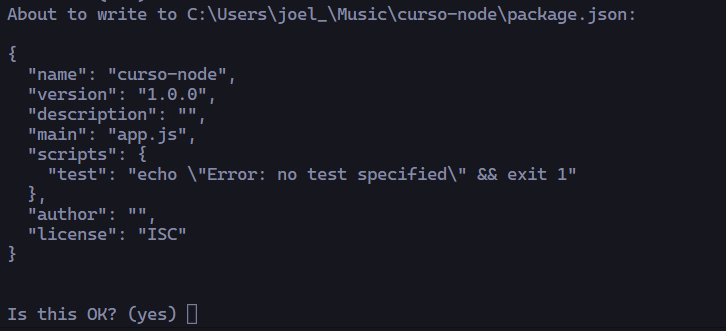 About to write to C:\Users\joel_\Music\curso-node\package.json:
{
  "name": "curso-node",
  "version": "1.0.0",
  "description": "",
  "main": "app.js",
  "scripts": {
    "test": "echo \"Error: no test specified\" && exit 1"
  },
  "author": "",
  "license": "ISC"
}
Is this OK? (yes)